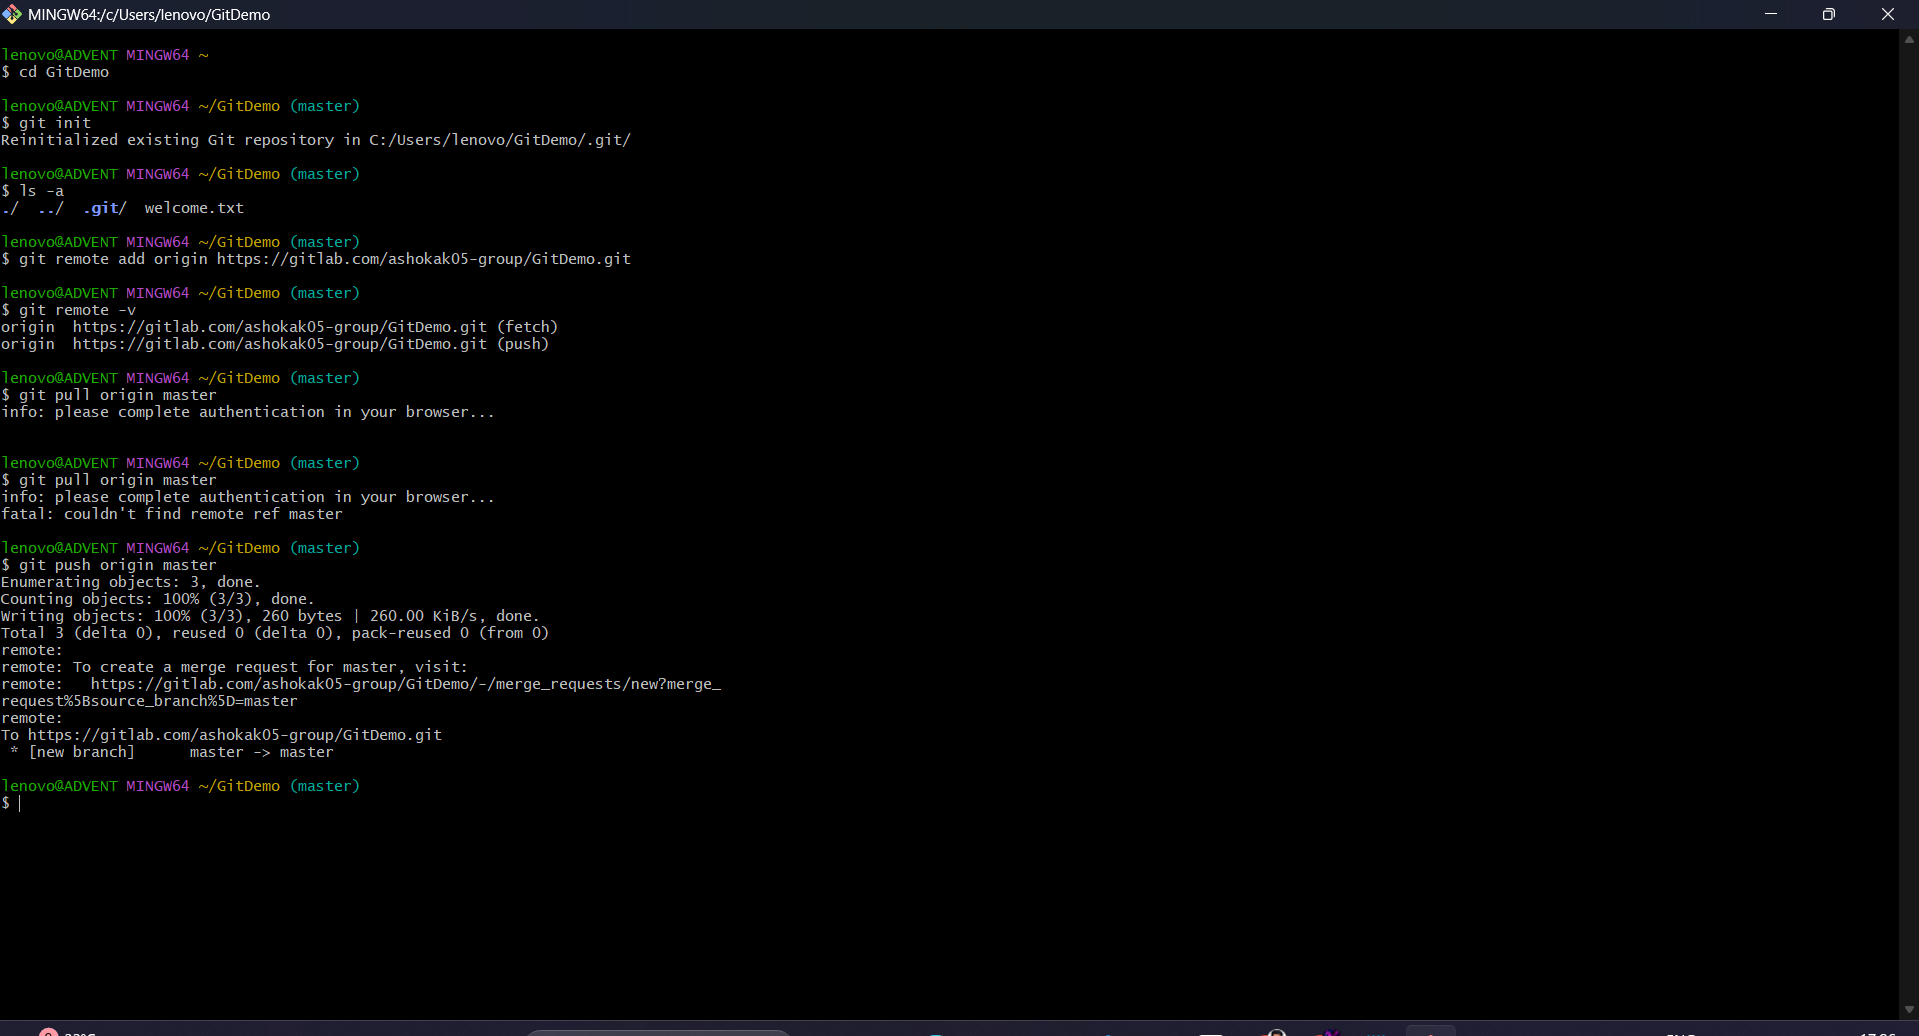 MINGW64:/c/Users/lenovo/GitDemo
lenovo@ADVENT MINGW64 ~
$ cd GitDemo
lenovo@ADVENT MINGW64 ~/GitDemo (master)
$ git init
Reinitialized existing Git repository in C:/Users/lenovo/GitDemo/.git/
lenovo@ADVENT MINGW64 ~/GitDemo (master)
$ ls -a
./  ../  .git/  welcome.txt
lenovo@ADVENT MINGW64 ~/GitDemo (master)
$ git remote add origin https://gitlab.com/ashokak05-group/GitDemo.git
lenovo@ADVENT MINGW64 ~/GitDemo (master)
$ git remote -v
origin  https://gitlab.com/ashokak05-group/GitDemo.git (fetch)
origin  https://gitlab.com/ashokak05-group/GitDemo.git (push)
lenovo@ADVENT MINGW64 ~/GitDemo (master)
$ git pull origin master
info: please complete authentication in your browser...
lenovo@ADVENT MINGW64 ~/GitDemo (master)
$ git pull origin master
info: please complete authentication in your browser...
fatal: couldn't find remote ref master
lenovo@ADVENT MINGW64 ~/GitDemo (master)
$ git push origin master
Enumerating objects: 3, done.
Counting objects: 100% (3/3), done.
Writing objects: 100% (3/3), 260 bytes | 260.00 KiB/s, done.
Total 3 (delta 0), reused 0 (delta 0), pack-reused 0 (from 0)
remote:
remote: To create a merge request for master, visit:
remote:   https://gitlab.com/ashokak05-group/GitDemo/-/merge_requests/new?merge_
request%5Bsource_branch%5D=master
remote:
To https://gitlab.com/ashokak05-group/GitDemo.git
 * [new branch]      master -> master
lenovo@ADVENT MINGW64 ~/GitDemo (master)
$